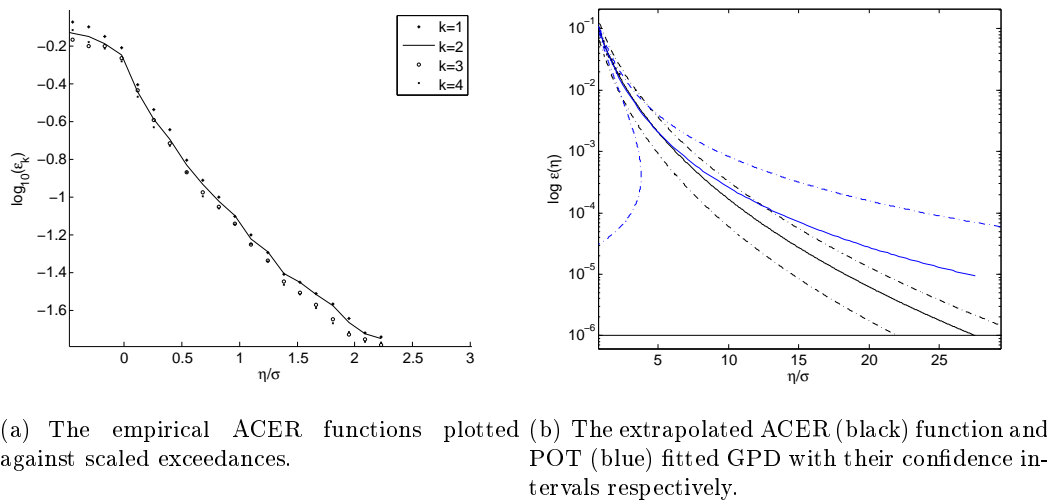 −0.2
−0.4
−0.6
−0.8
−1
−1.2
−1.4
−1.6
log10(εk)
0 0.5 1 1.5 2 2.5 3
η/σ
k=1
k=2
k=3
k=4
10−1
10−2
10−3
10−4
10−5
10−6
log ε(η)
5 10 15 20 25
η/σ
(a) The empirical ACER functions plotted
against scaled exceedances.
(b) The extrapolated ACER (black) function and
POT (blue) fitted GPD with their confidence in-
tervals respectively.